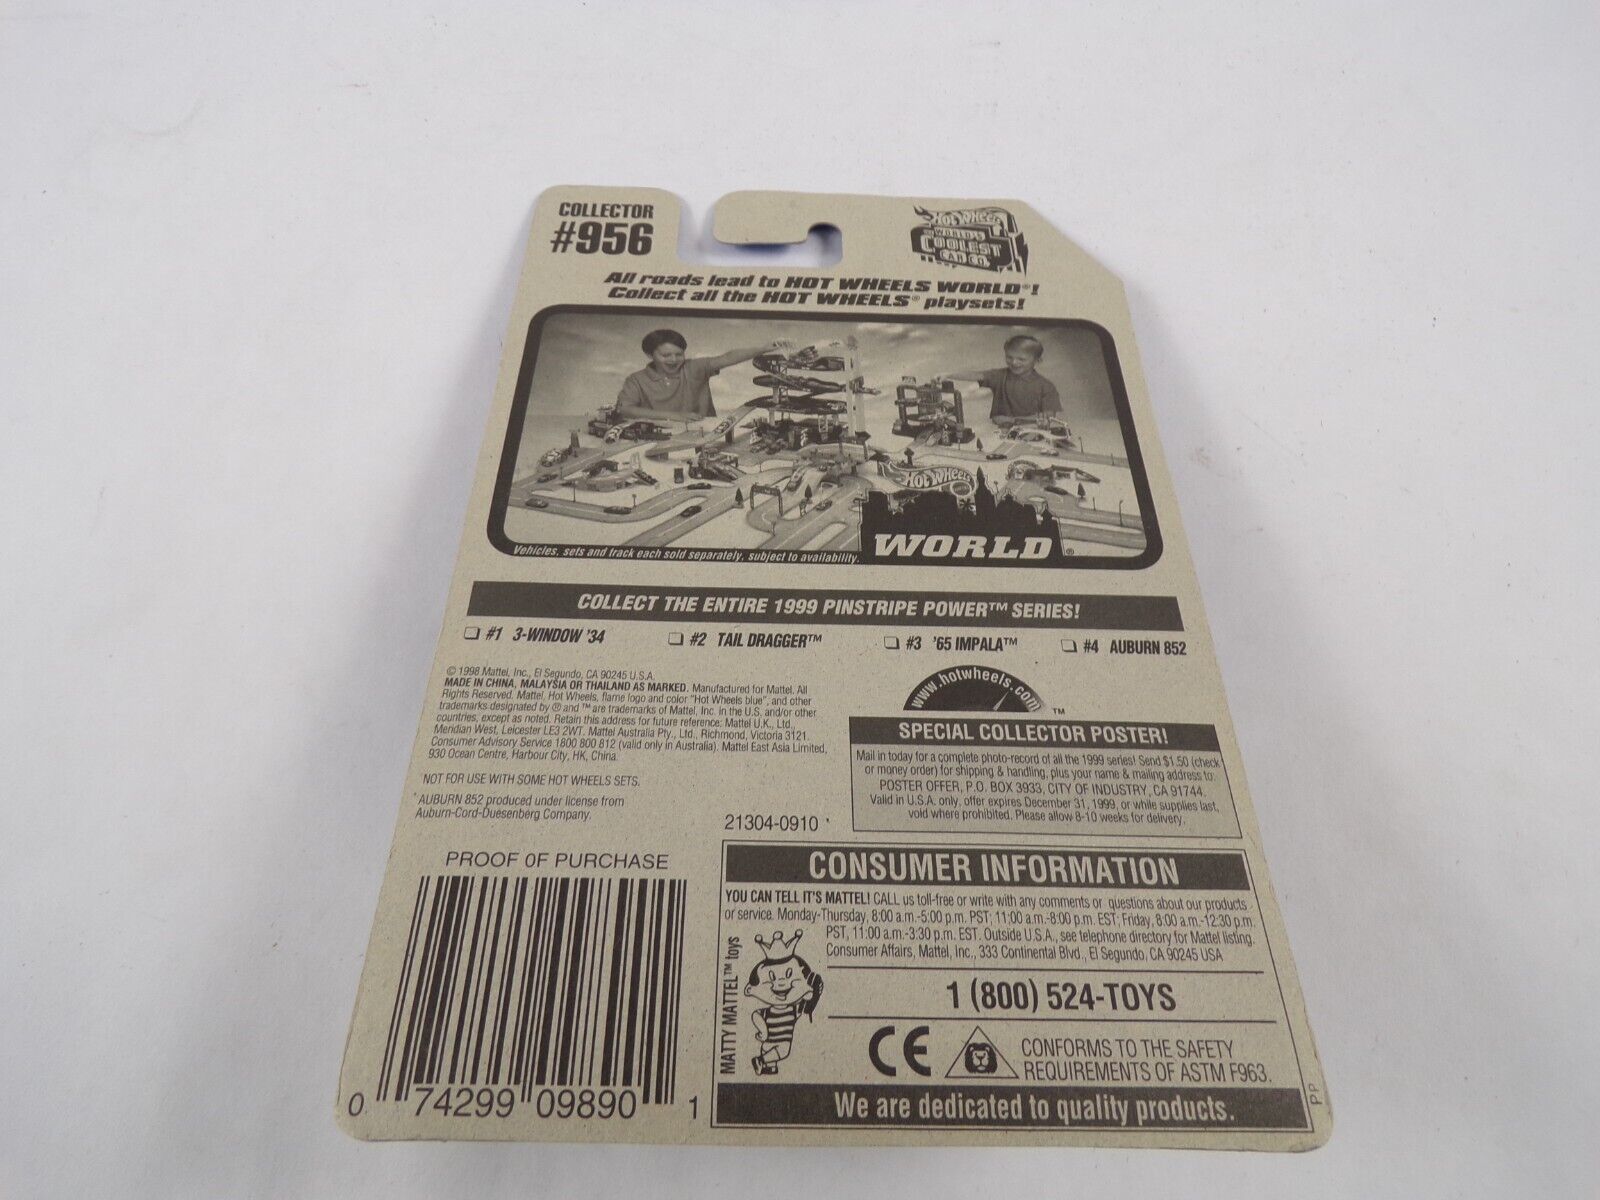 COLLECTOR
#956
HOT WHEELS
THE WORLD'S
COOLEST
CAR CO.
All roads lead to HOT WHEELS WORLD®!
Collect all the HOT WHEELS® playsets!
HOT WHEELS
WORLD®
Vehicles, sets and track each sold separately, subject to availability.
COLLECT THE ENTIRE 1999 PINSTRIPE POWER™ SERIES!
#1 3-WINDOW '34
#2 TAIL DRAGGER™
#3 '65 IMPALA™
#4 AUBURN 852
© 1998 Mattel, Inc., El Segundo, CA 90245 U.S.A.
MADE IN CHINA, MALAYSIA OR THAILAND AS MARKED. Manufactured for Mattel. All
Rights Reserved. Mattel, Hot Wheels, flame logo and color "Hot Wheels blue", and other
trademarks designated by ® and ™ are trademarks of Mattel, Inc. in the U.S. and/or other
countries, except as noted. Retain this address for future reference: Mattel U.K., Ltd.,
Meridian West, Leicester LE3 2WT. Mattel Australia Pty., Ltd., Richmond, Victoria 3121.
Consumer Advisory Service 1800 800 812 (valid only in Australia). Mattel East Asia Limited,
930 Ocean Centre, Harbour City, HK, China.
NOT FOR USE WITH SOME HOT WHEELS SETS.
* AUBURN 852 produced under license from
Auburn-Cord-Duesenberg Company.
www.hotwheels.com™
SPECIAL COLLECTOR POSTER!
Mail in today for a complete photo-record of all the 1999 series! Send $1.50 (check
or money order) for shipping & handling, plus your name & mailing address to:
POSTER OFFER, P.O. BOX 3933, CITY OF INDUSTRY, CA 91744.
Valid in U.S.A. only, offer expires December 31, 1999, or while supplies last,
void where prohibited. Please allow 8-10 weeks for delivery.
21304-0910
PROOF OF PURCHASE
0 74299 09890 1
CONSUMER INFORMATION
YOU CAN TELL IT'S MATTEL! CALL us toll-free or write with any comments or questions about our products
or service. Monday-Thursday, 8:00 a.m.-5:00 p.m. PST; 11:00 a.m.-8:00 p.m. EST; Friday, 8:00 a.m.-12:30 p.m.
PST, 11:00 a.m.-3:30 p.m. EST. Outside U.S.A., see telephone directory for Mattel listing.
Consumer Affairs, Mattel, Inc., 333 Continental Blvd., El Segundo, CA 90245 USA
MATTY MATTEL™ toys
1 (800) 524-TOYS
CE
CONFORMS TO THE SAFETY
REQUIREMENTS OF ASTM F963.
We are dedicated to quality products.
PP